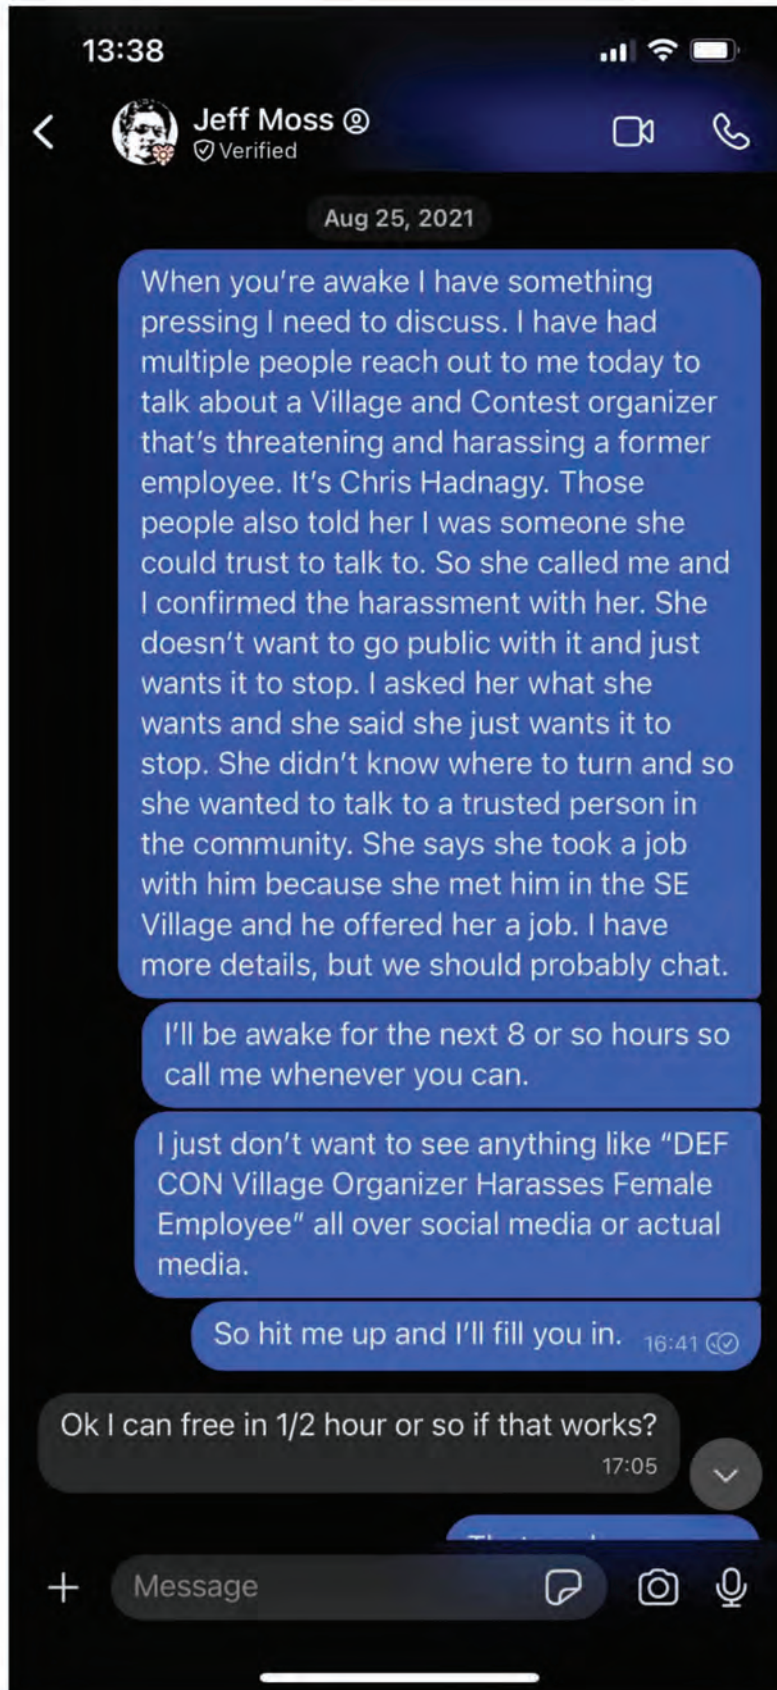 13:38
Jeff Moss
Verified
Aug 25, 2021
When you're awake I have something
pressing I need to discuss. I have had
multiple people reach out to me today to
talk about a Village and Contest organizer
that's threatening and harassing a former
employee. It's Chris Hadnagy. Those
people also told her I was someone she
could trust to talk to. So she called me and
I confirmed the harassment with her. She
doesn't want to go public with it and just
wants it to stop. I asked her what she
wants and she said she just wants it to
stop. She didn't know where to turn and so
she wanted to talk to a trusted person in
the community. She says she took a job
with him because she met him in the SE
Village and he offered her a job. I have
more details, but we should probably chat.
I'll be awake for the next 8 or so hours so
call me whenever you can.
I just don't want to see anything like “DEF
CON Village Organizer Harasses Female
Employee” all over social media or actual
media.
So hit me up and I'll fill you in. 16:41
Ok I can free in 1/2 hour or so if that works?
17:05
Message